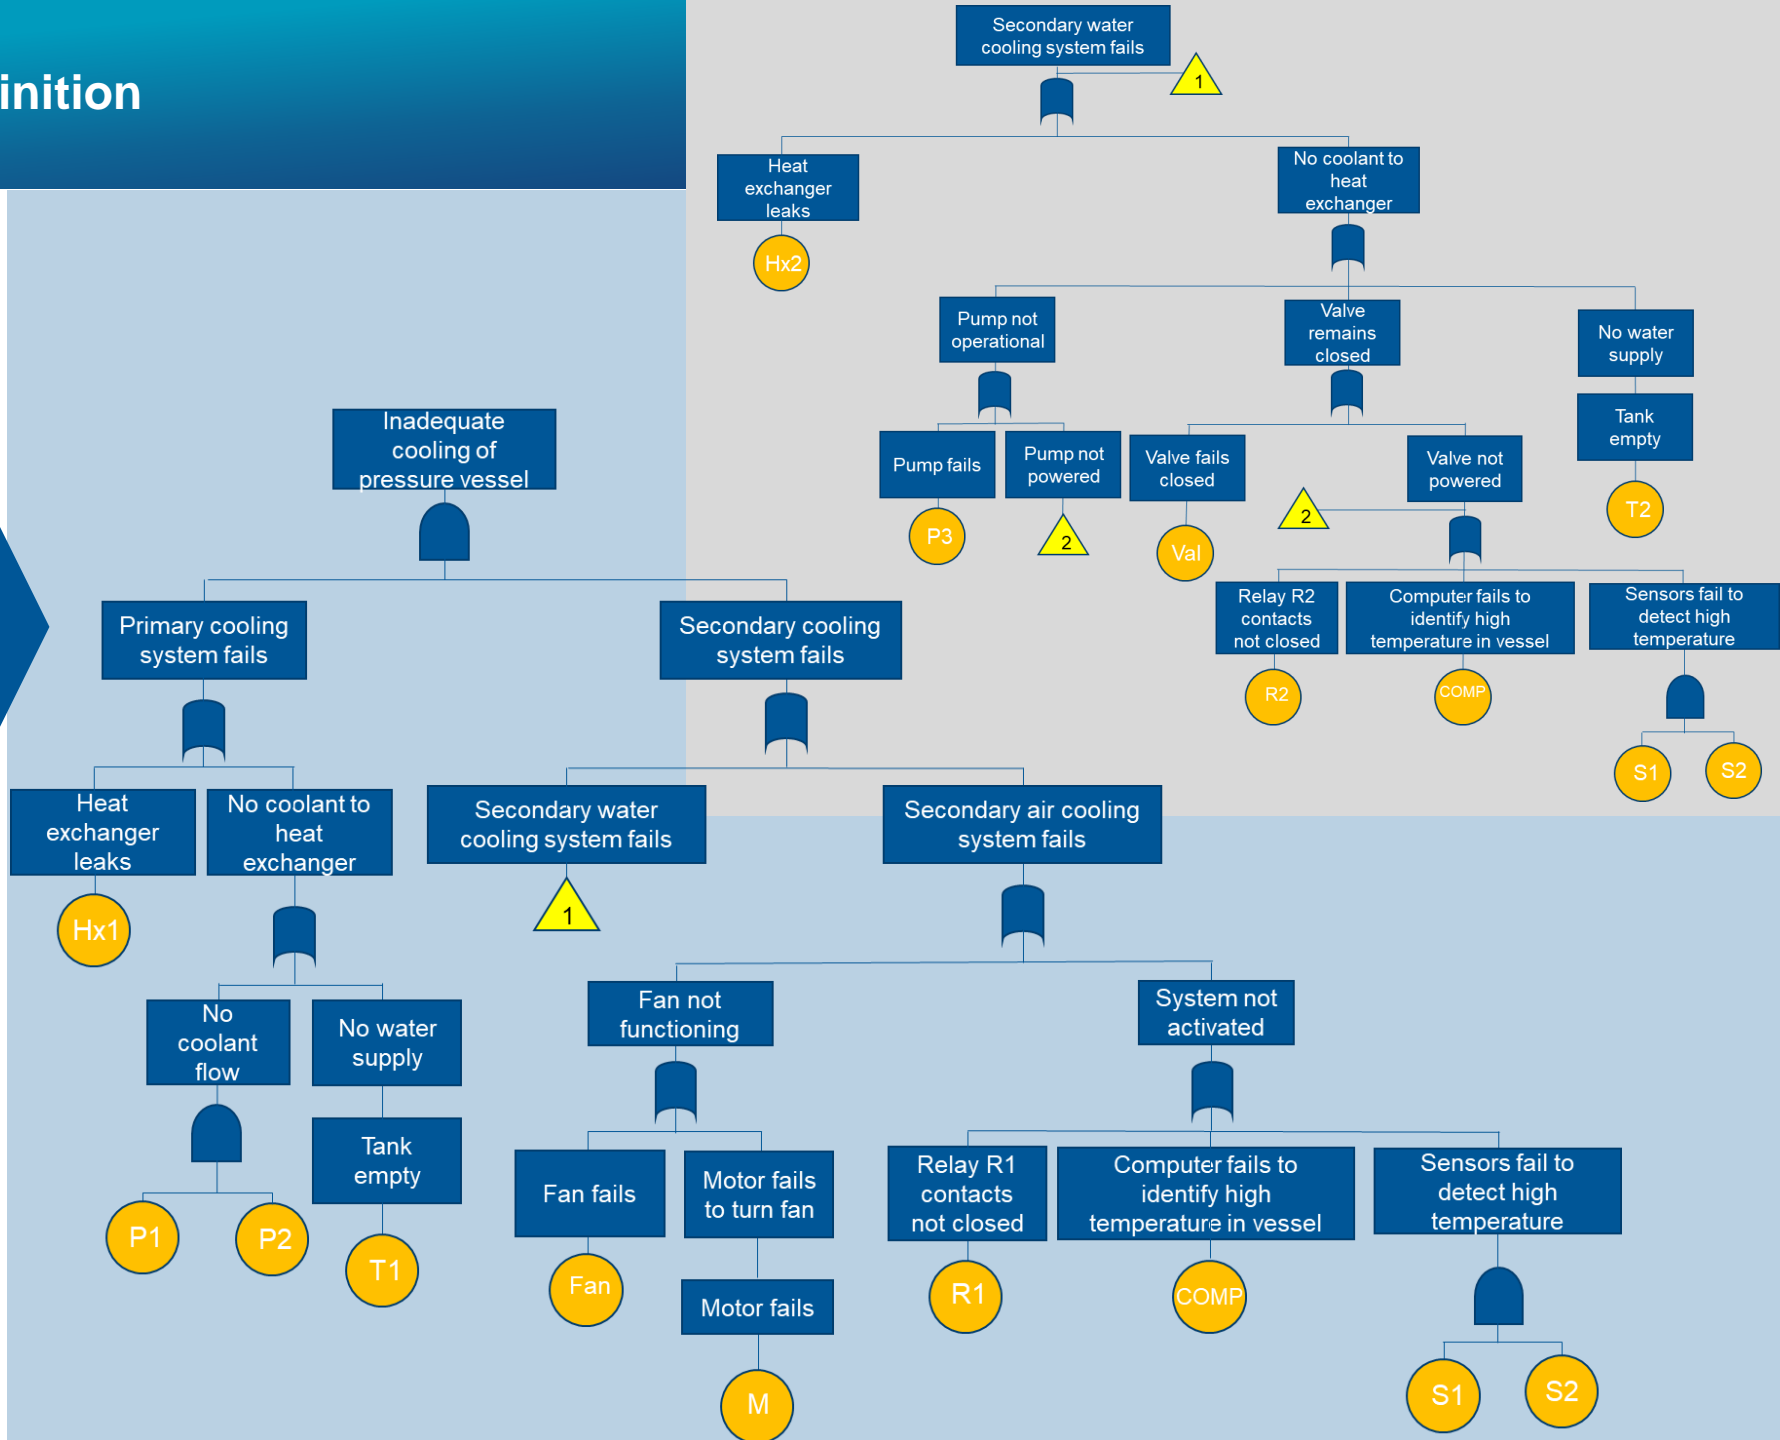 inition
Secondary water
cooling system fails
1
Heat
exchanger
leaks
Hx2
No coolant to
heat
exchanger
Pump not
operational
Valve
remains
closed
No water
supply
Pump fails
P3
Pump not
powered
2
Valve fails
closed
Val
Valve not
powered
2
Tank
empty
T2
Relay R2
contacts
not closed
R2
Computer fails to
identify high
temperature in vessel
COMP
Sensors fail to
detect high
temperature
S1
S2
Inadequate
cooling of
pressure vessel
Primary cooling
system fails
Secondary cooling
system fails
Heat
exchanger
leaks
Hx1
No coolant to
heat
exchanger
Secondary water
cooling system fails
1
Secondary air cooling
system fails
No
coolant
flow
No water
supply
Tank
empty
P1
P2
T1
Fan not
functioning
System not
activated
Fan fails
Fan
Motor fails
to turn fan
Motor fails
M
Relay R1
contacts
not closed
R1
Computer fails to
identify high
temperature in vessel
COMP
Sensors fail to
detect high
temperature
S1
S2